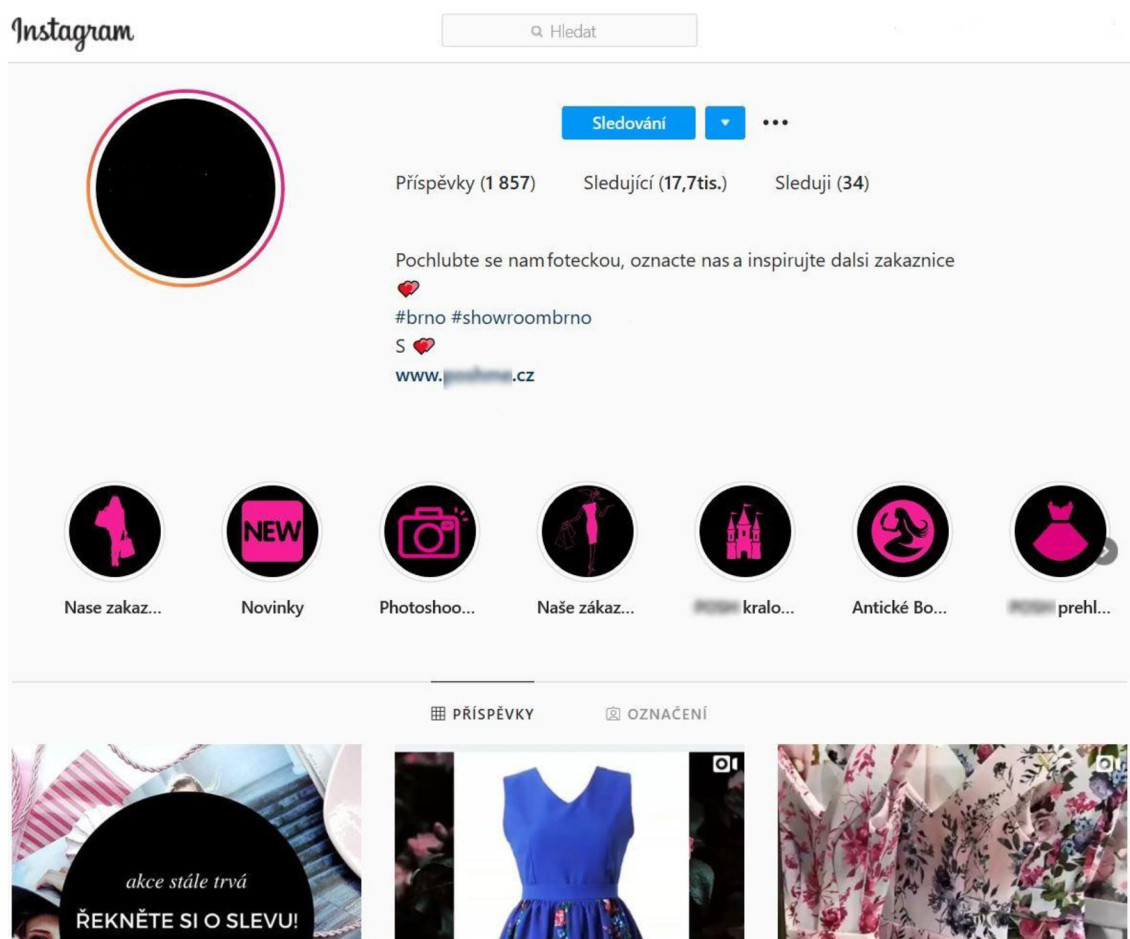 Instagram
Hledat
Sledování
Příspěvky (1 857) Sledující (17,7tis.) Sleduji (34)
Pochlubte se nam foteckou, oznacte nas a inspirujte dalsi zakaznice
#brno #showroombrno
S
www. .cz
Nase zakaz... Novinky Photoshoo... Naše zákaz... kralo... Antické Bo... prehl...
NEW
PŘÍSPĚVKY OZNAČENÍ
akce stále trvá
ŘEKNĚTE SI O SLEVU!